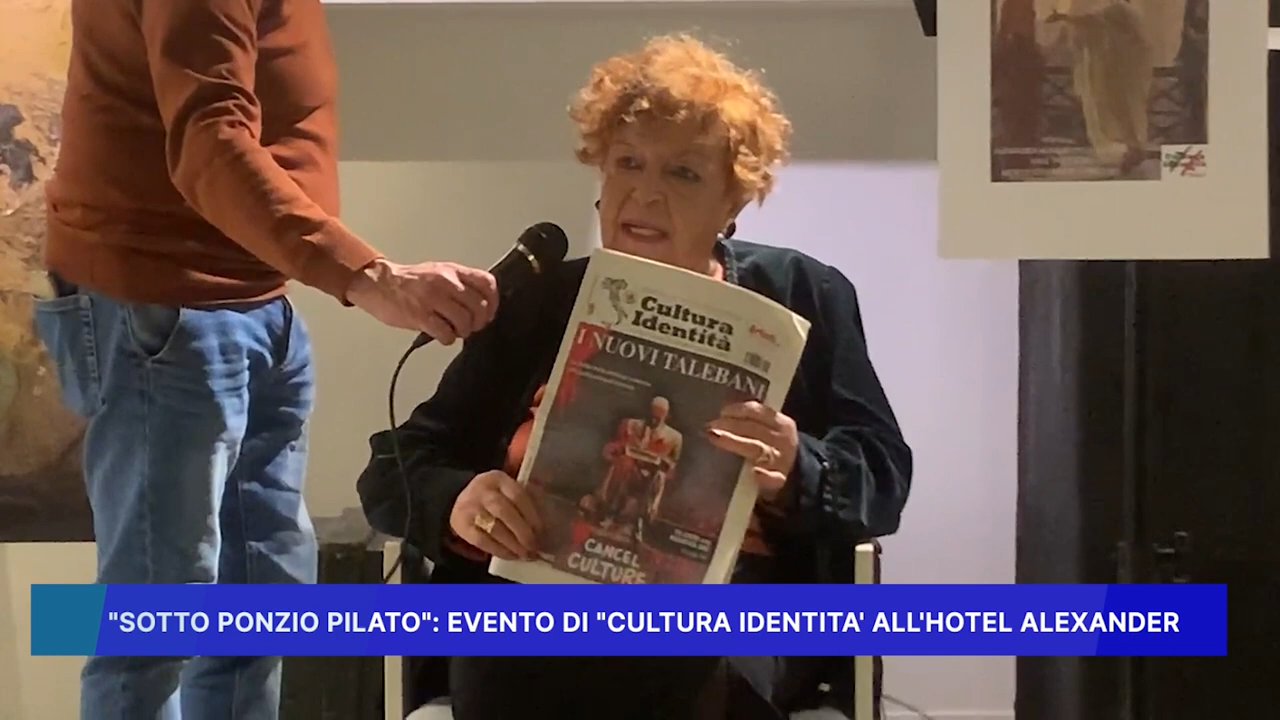 Cultura
Identità
I NUOVI TALEBANI
CANCEL
CULTURE
"SOTTO PONZIO PILATO": EVENTO DI "CULTURA IDENTITA' ALL'HOTEL ALEXANDER